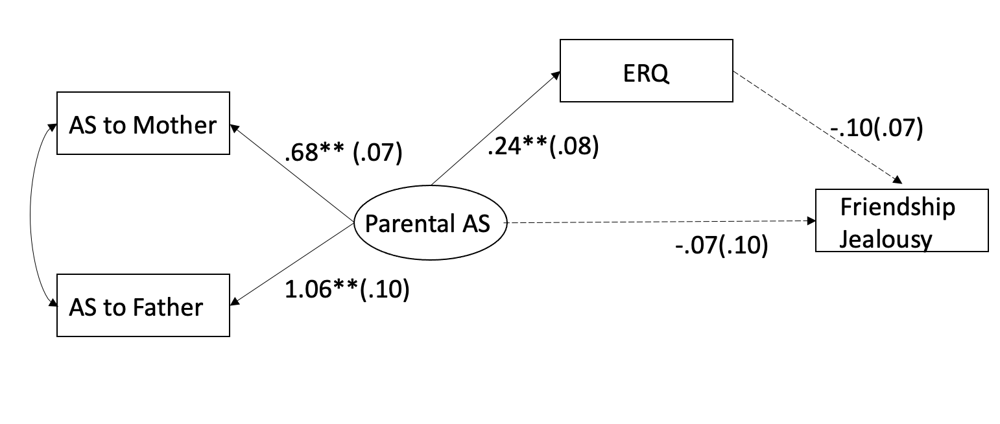 ERQ
AS to Mother
-.10(.07)
.68** (.07)
.24**(.08)
Friendship
Jealousy
Parental AS
-.07(.10)
1.06**(.10)
AS to Father